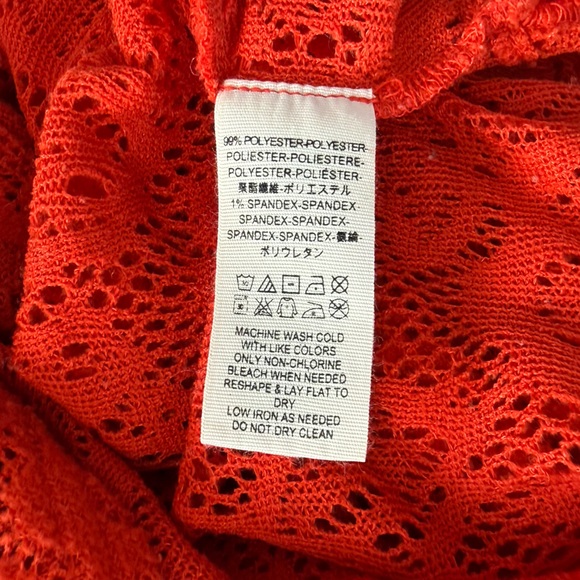 99% POLYESTER-POLYESTER-
POLIESTER-POLIESTERE-
POLYESTER-POLIÉSTER-
聚酯纖維-ポリエステル
1% SPANDEX-SPANDEX
SPANDEX-SPANDEX-
SPANDEX-SPANDEX-氨綸-
ポリウレタン
MACHINE WASH COLD
WITH LIKE COLORS
ONLY NON-CHLORINE
BLEACH WHEN NEEDED
RESHAPE & LAY FLAT TO
DRY
LOW IRON AS NEEDED
DO NOT DRY CLEAN